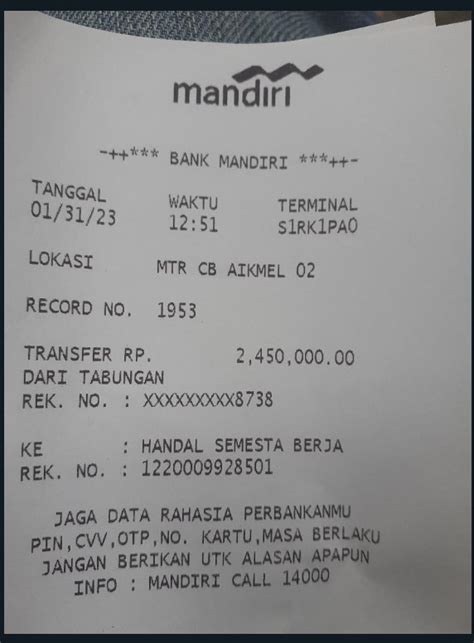 mandiri
-++*** BANK MANDIRI ***++-
TANGGAL WAKTU TERMINAL
01/31/23 12:51 S1RK1PA0
LOKASI MTR CB AIKMEL 02
RECORD NO. 1953
TRANSFER RP. 2,450,000.00
DARI TABUNGAN
REK. NO. : XXXXXXXXX8738
KE : HANDAL SEMESTA BERJA
REK. NO. : 1220009928501
JAGA DATA RAHASIA PERBANKANMU
PIN,CVV,OTP,NO. KARTU,MASA BERLAKU
JANGAN BERIKAN UTK ALASAN APAPUN
INFO : MANDIRI CALL 14000